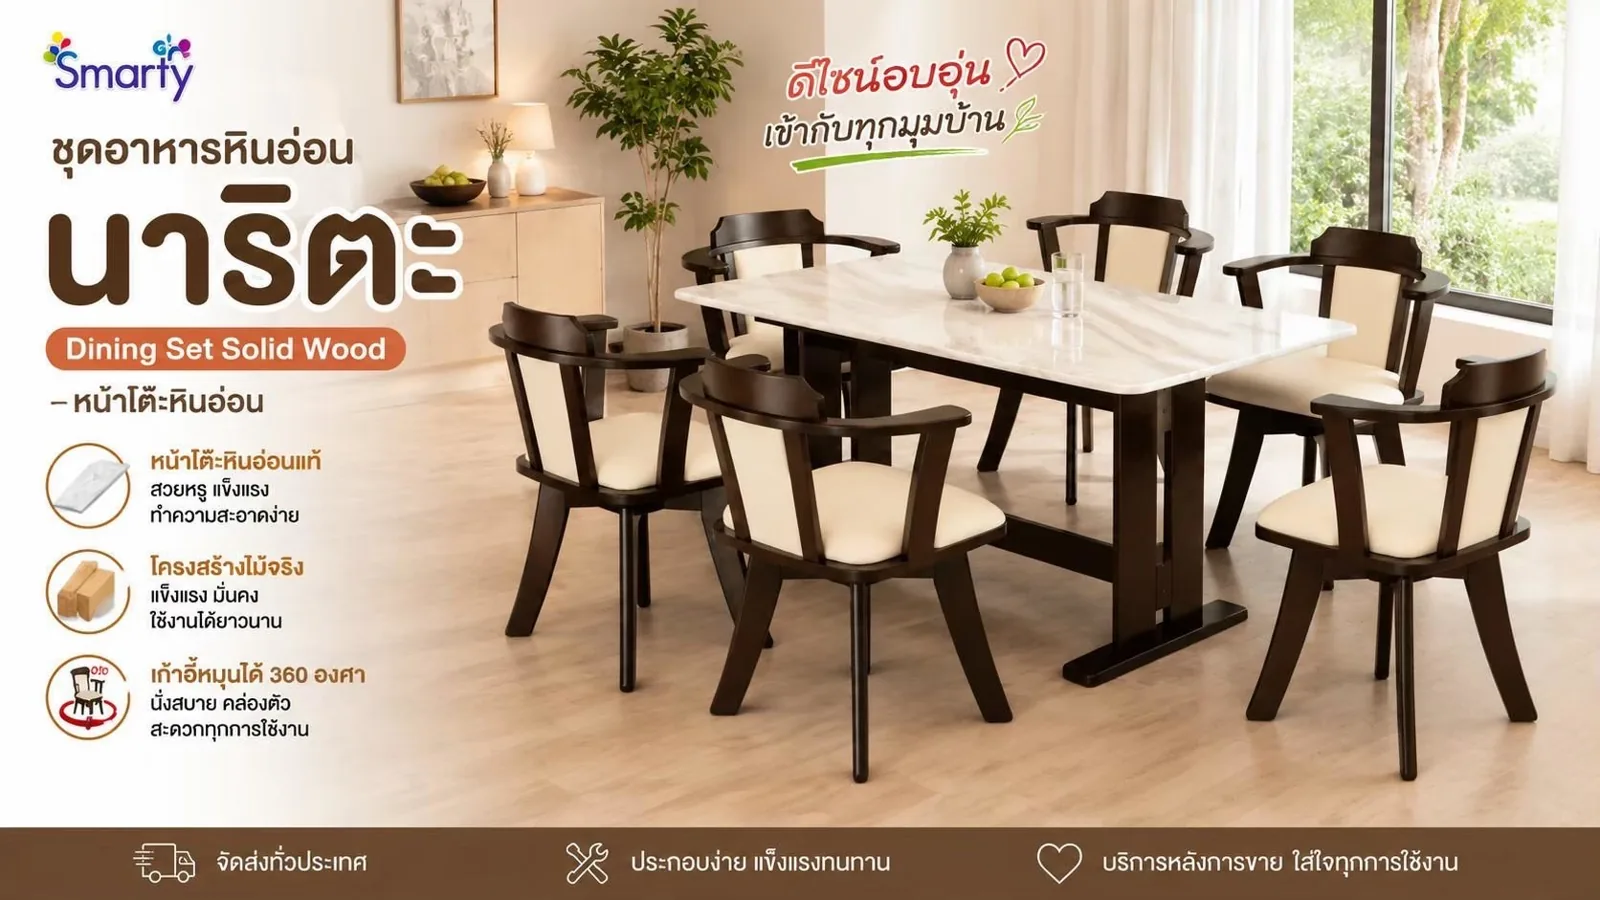 Smarty
ชุดอาหารหินอ่อน
นาริตะ
Dining Set Solid Wood
– หน้าโต๊ะหินอ่อน
หน้าโต๊ะหินอ่อนแท้
สวยหรู แข็งแรง
ทำความสะอาดง่าย
โครงสร้างไม้จริง
แข็งแรง มั่นคง
ใช้งานได้ยาวนาน
เก้าอี้หมุนได้ 360 องศา
นั่งสบาย คล่องตัว
สะดวกทุกการใช้งาน
ดีไซน์อบอุ่น
เข้ากับทุกมุมบ้าน
จัดส่งทั่วประเทศ
ประกอบง่าย แข็งแรงทนทาน
บริการหลังการขาย ใส่ใจทุกการใช้งาน